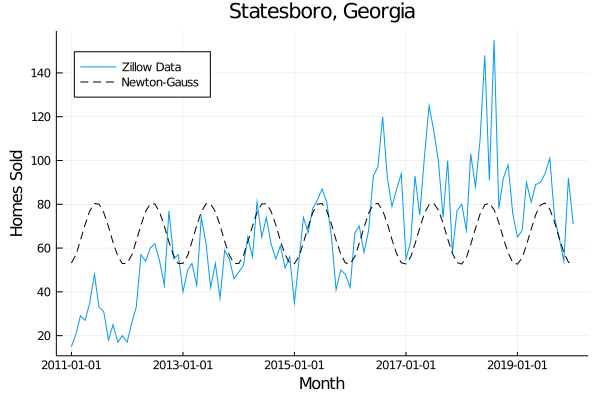 Statesboro, Georgia
Zillow Data
Newton-Gauss
Homes Sold
140
120
100
80
60
40
20
2011-01-01
2013-01-01
2015-01-01
2017-01-01
2019-01-01
Month